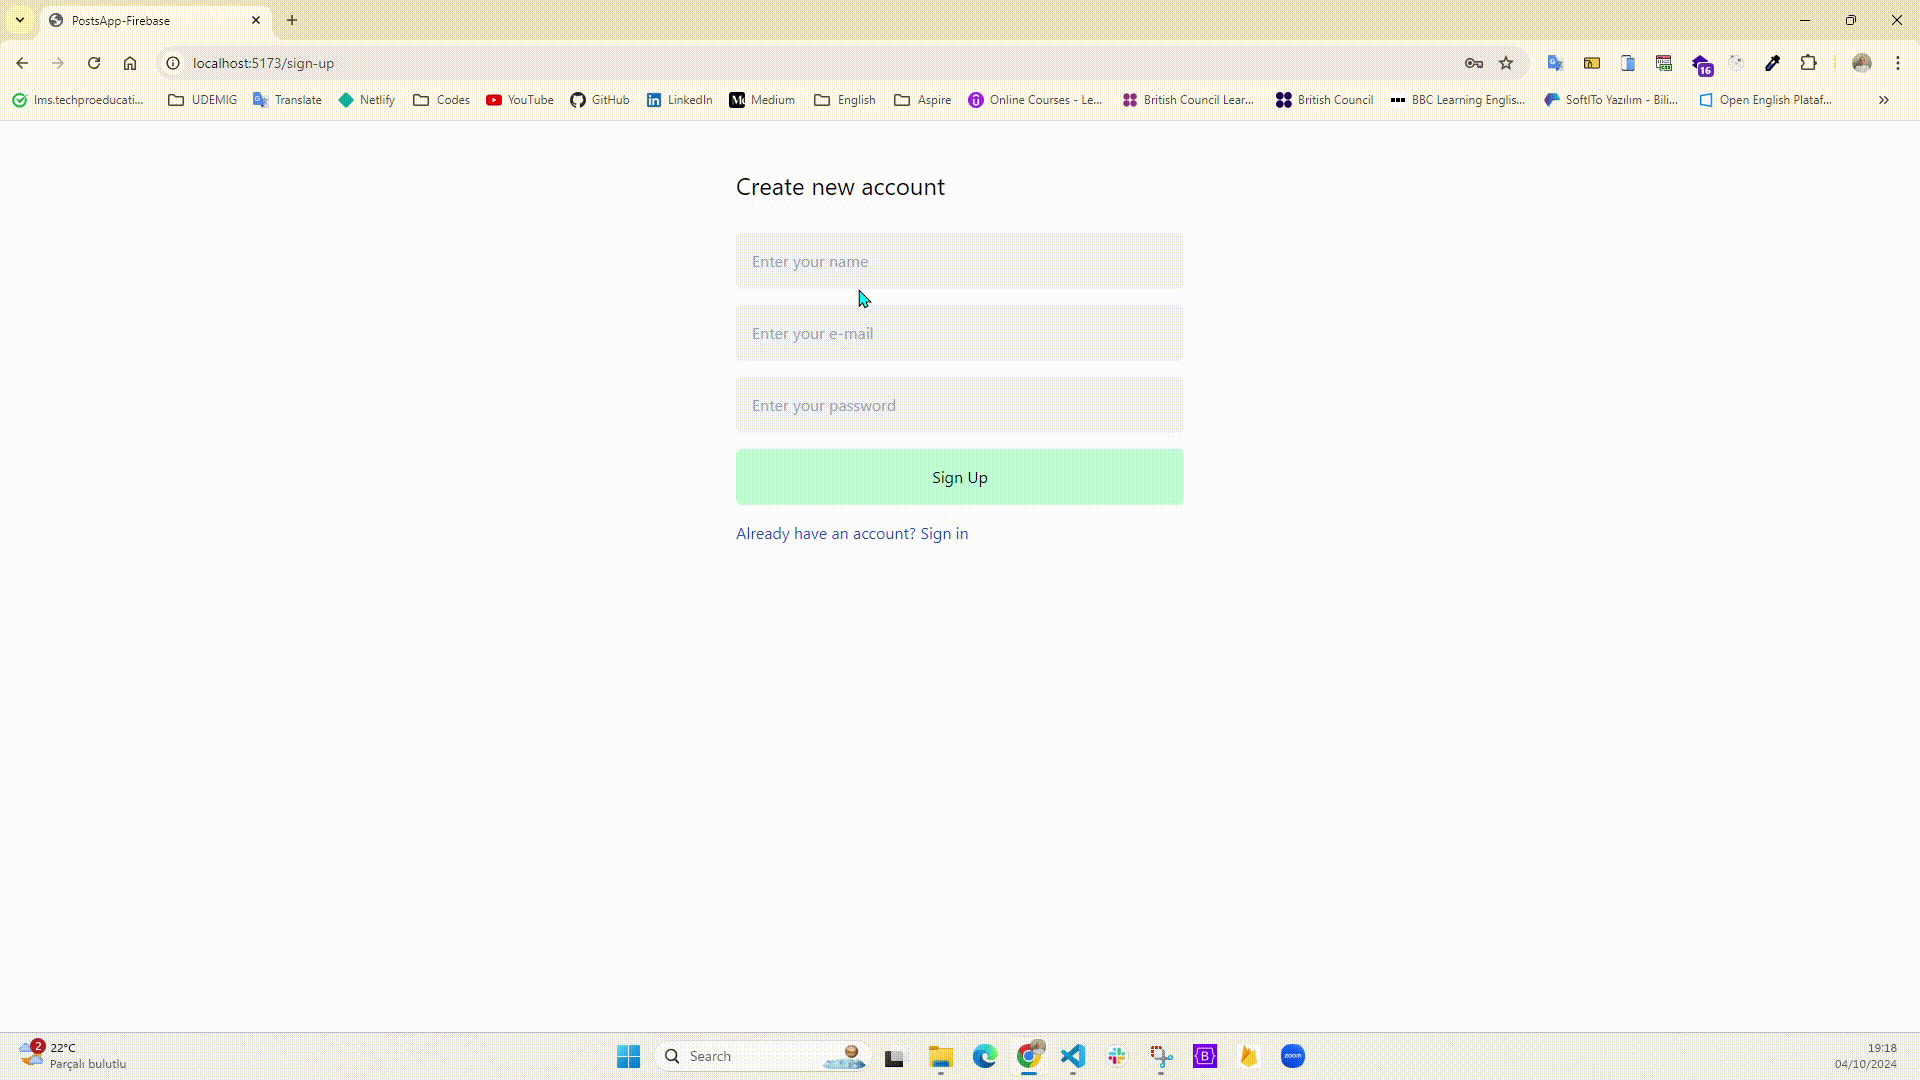 PostsApp-Firebase
localhost:5173/sign-up
16
lms.techproeducati...
UDEMIG
Translate
Netlify
Codes
YouTube
GitHub
LinkedIn
Medium
English
Aspire
Online Courses - Le...
British Council Lear...
British Council
BBC Learning Englis...
SoftITo Yazılım - Bili...
Open English Plataf...
Create new account
Enter your name
Enter your e-mail
Enter your password
Sign Up
Already have an account? Sign in
2
22°C
Parçalı bulutlu
Search
B
zoom
19:18
04/10/2024